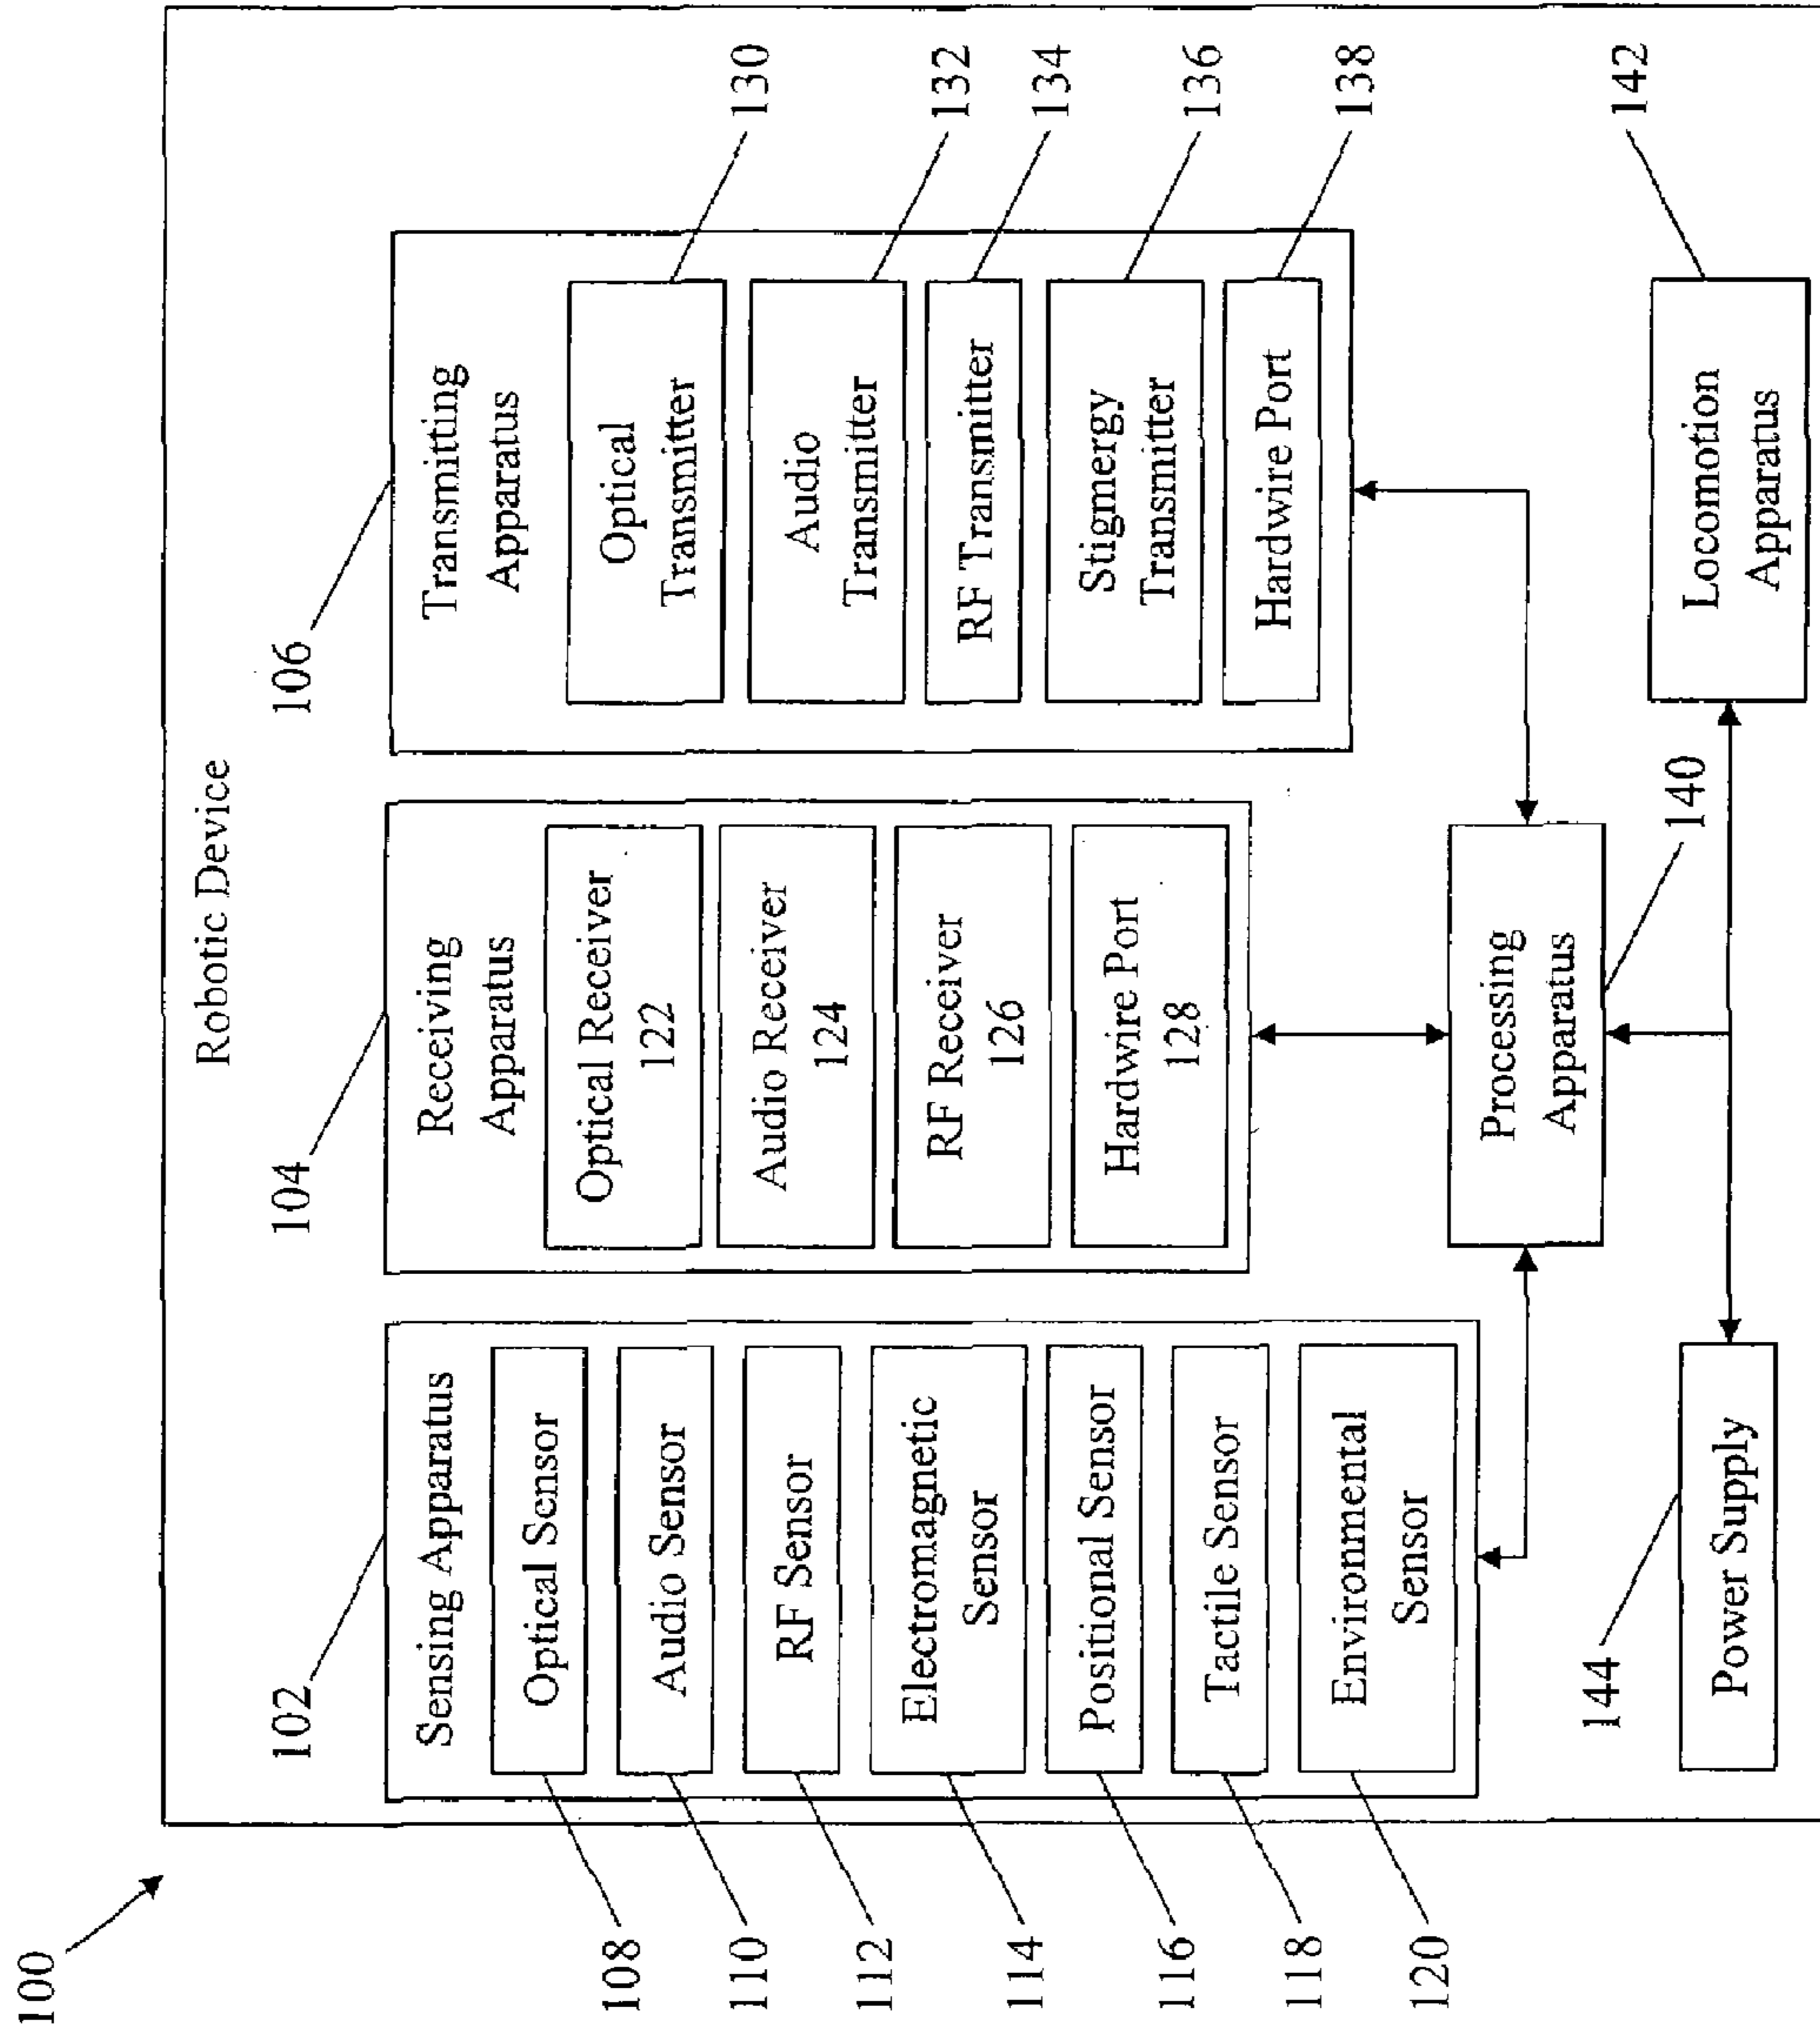 100
Robotic Device
102
Sensing Apparatus
108
Optical Sensor
110
Audio Sensor
112
RF Sensor
114
Electromagnetic
Sensor
116
Positional Sensor
118
Tactile Sensor
120
Environmental
Sensor
104
Receiving
Apparatus
Optical Receiver
122
Audio Receiver
124
RF Receiver
126
Hardwire Port
128
106
Transmitting
Apparatus
Optical
Transmitter
130
Audio
Transmitter
132
RF Transmitter
134
Stigmergy
Transmitter
136
Hardwire Port
138
Processing
Apparatus
140
144
Power Supply
Locomotion
Apparatus
142